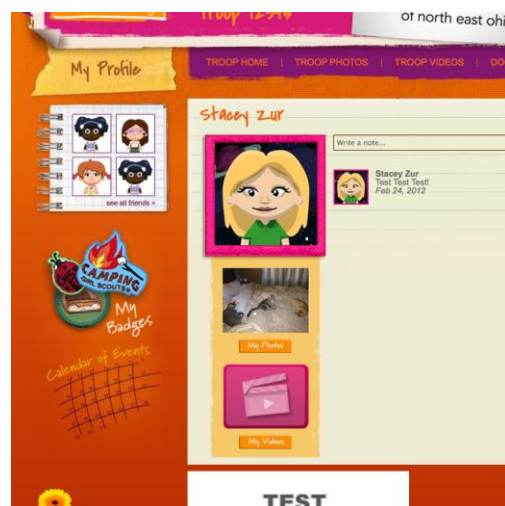 Troop 12345
of north east ohi
My Profile
TROOP HOME | TROOP PHOTOS | TROOP VIDEOS | DO
Stacey Zur
Write a note...
Stacey Zur
Test Test Test!
Feb 24, 2012
see all friends >
CAMPING
GIRL SCOUTS
My
Badges
My Photos
Calendar of Events
My Videos
TEST